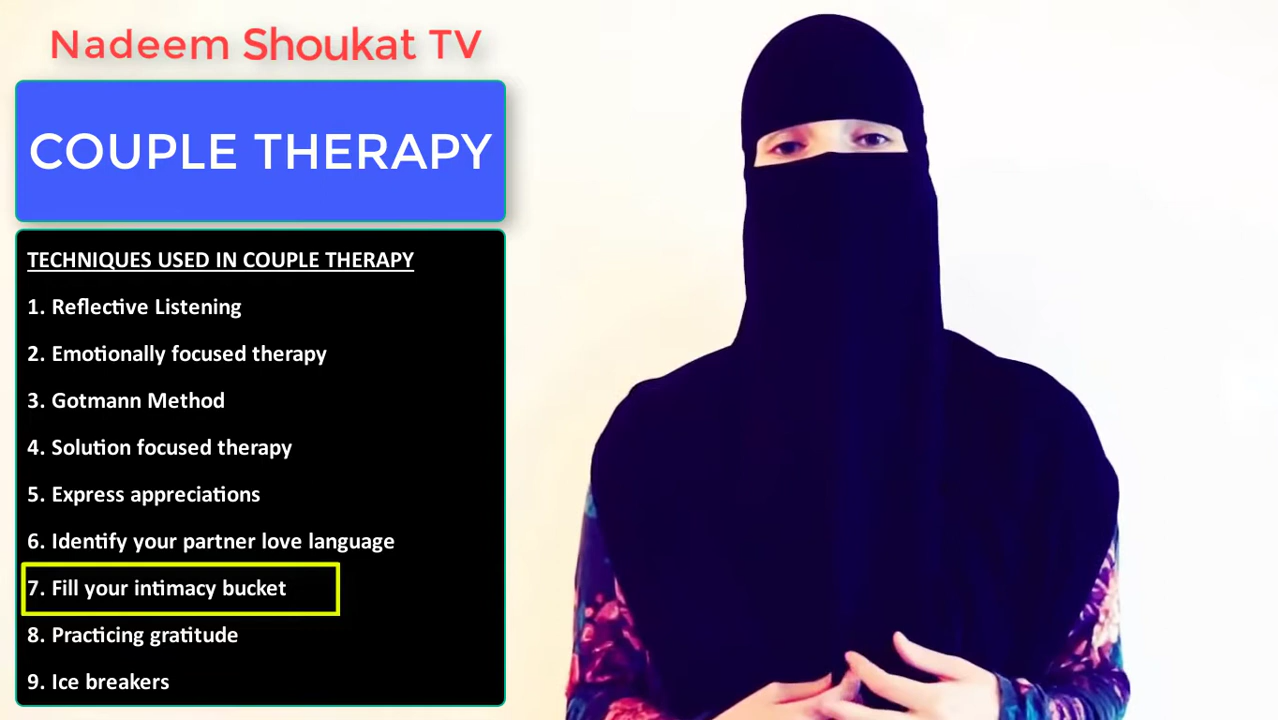 Nadeem Shoukat TV
COUPLE THERAPY
TECHNIQUES USED IN COUPLE THERAPY
1. Reflective Listening
2. Emotionally focused therapy
3. Gotmann Method
4. Solution focused therapy
5. Express appreciations
6. Identify your partner love language
7. Fill your intimacy bucket
8. Practicing gratitude
9. Ice breakers